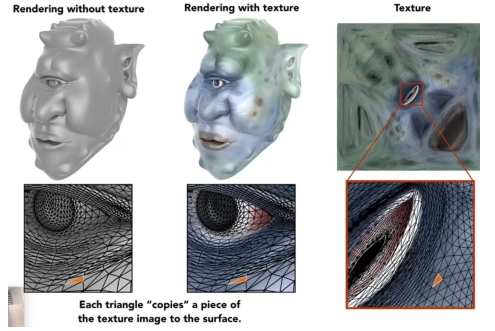 Rendering without texture
Rendering with texture
Texture
Each triangle “copies” a piece of
the texture image to the surface.